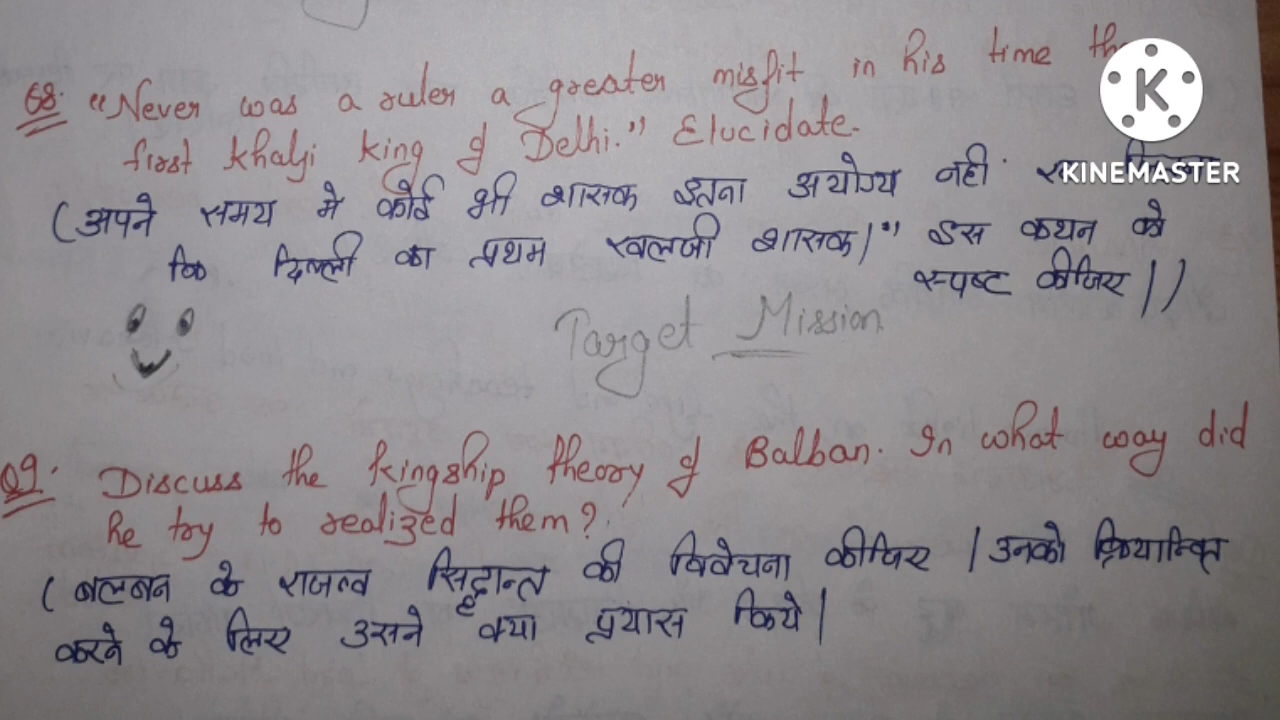 Q8. "Never was a ruler a greater misfit in his time
first Khalji King of Delhi." Elucidate.
(अपने समय मे कोई भी शासक इतना अयोग्य नही
कि दिल्ली का प्रथम खलजी शासक।" इस कथन को
स्पष्ट कीजिए।)
Target Mission
Q9. Discuss the Kingship theory of Balban. In what way did
he try to realized them?
(बलबन के राजत्व सिद्धान्त की विवेचना कीजिए। उनको क्रियान्वित
करने के लिए उसने क्या प्रयास किये।
K
KINEMASTER